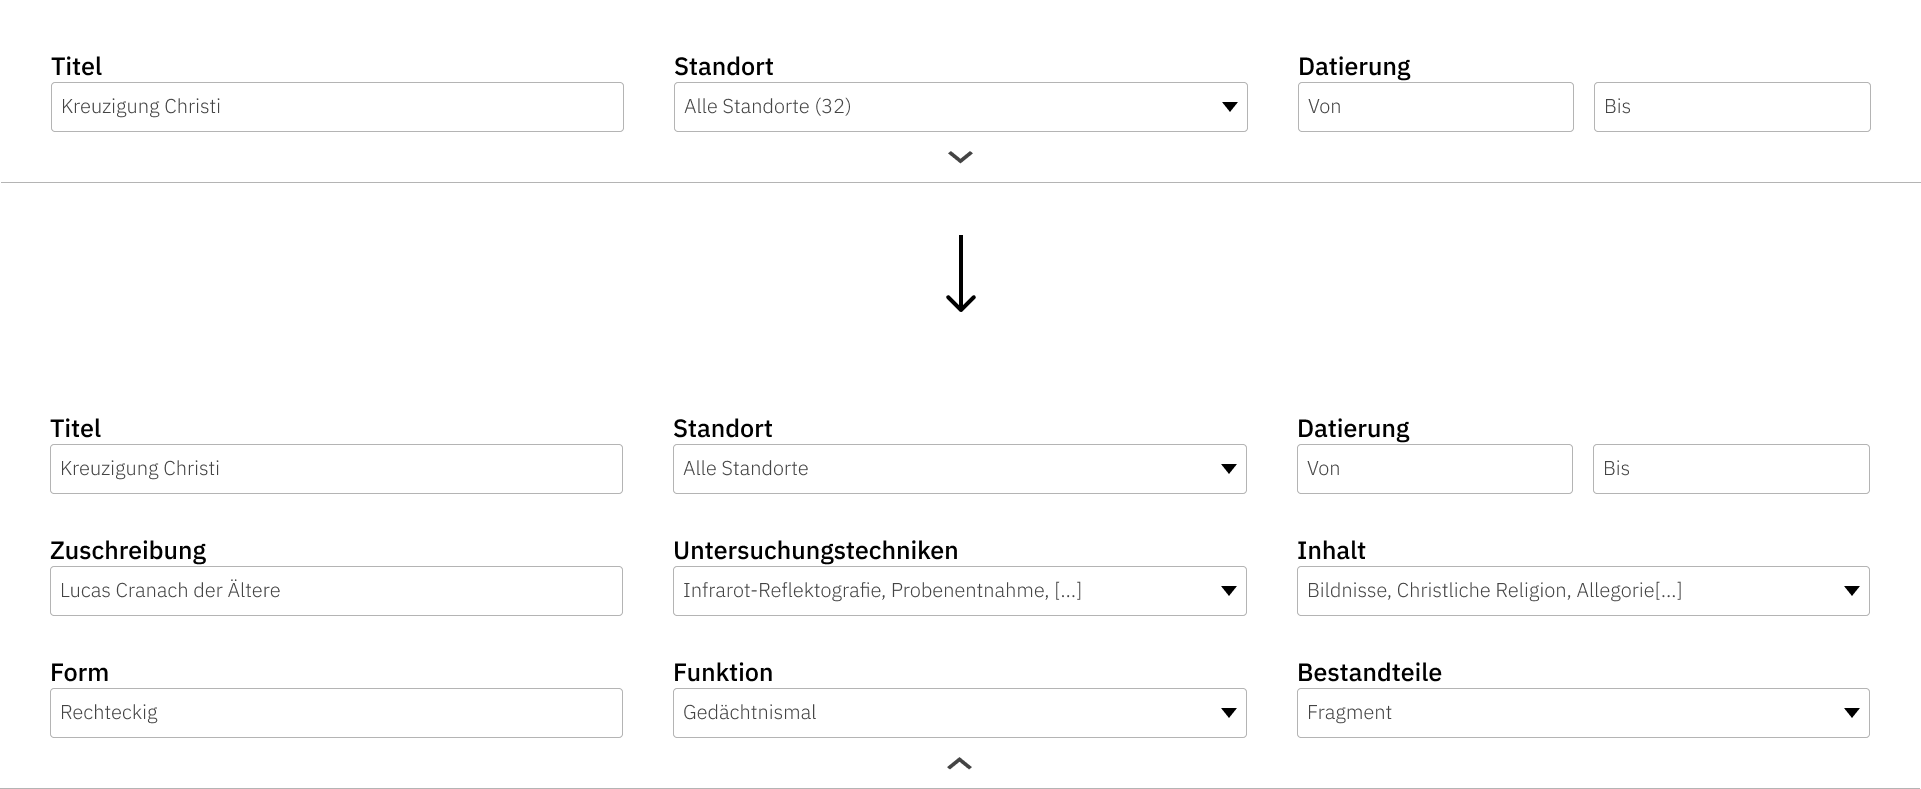 Titel
Standort
Datierung
Kreuzigung Christi
Alle Standorte (32)
Von
Bis
Titel
Standort
Datierung
Kreuzigung Christi
Alle Standorte
Von
Bis
Zuschreibung
Untersuchungstechniken
Inhalt
Lucas Cranach der Ältere
Infrarot-Reflektografie, Probenentnahme, [...]
Bildnisse, Christliche Religion, Allegorie[...]
Form
Funktion
Bestandteile
Rechteckig
Gedächtnismal
Fragment